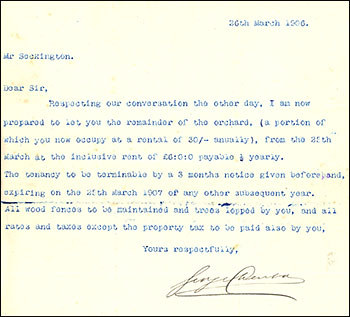 26th March 1906.
Mr Seckington.
Dear Sir,
Respecting our conversation the other day, I am now
prepared to let you the remainder of the orchard, (a portion of
which you now occupy at a rental of 30/- annually), from the 25th
March at the inclusive rent of £6:0:0 payable ½ yearly.
The tenancy to be terminable by a 3 months notice given beforehand,
expiring on the 25th March 1907 of any other subsequent year.
All wood fences to be maintained and trees lopped by you, and all
rates and taxes except the property tax to be paid also by you,
Yours respectfully,
George